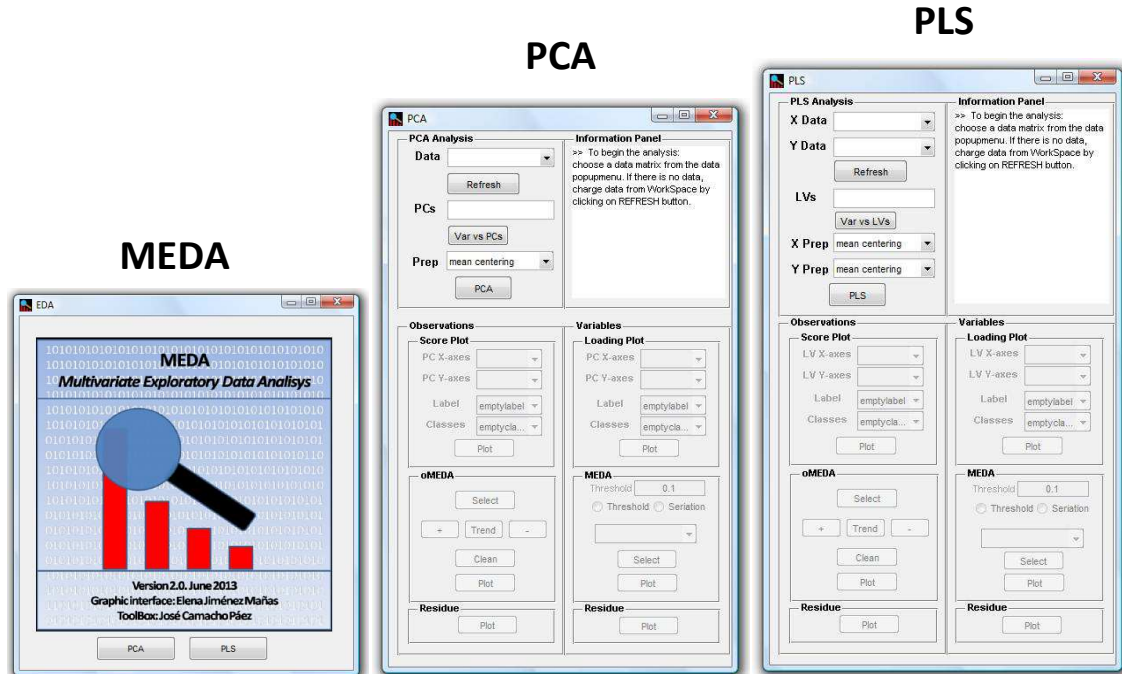 MEDA
EDA
MEDA
Multivariate Exploratory Data Analisys
Version 2.0. June 2013
Graphic interface: Elena Jiménez Mañas
ToolBox: José Camacho Páez
PCA
PLS
PCA
PCA
PCA Analysis
Data
Refresh
PCs
Var vs PCs
Prep
mean centering
PCA
Information Panel
>> To begin the analysis:
choose a data matrix from the data
popupmenu. If there is no data,
charge data from WorkSpace by
clicking on REFRESH button.
Observations
Score Plot
PC X-axes
PC Y-axes
Label
emptylabel
Classes
emptycla...
Plot
oMEDA
Select
+
Trend
-
Clean
Plot
Residue
Plot
Variables
Loading Plot
PC X-axes
PC Y-axes
Label
emptylabel
Classes
emptycla...
Plot
MEDA
Threshold
0.1
Threshold
Seriation
Select
Plot
Residue
Plot
PLS
PLS
PLS Analysis
X Data
Y Data
Refresh
LVs
Var vs LVs
X Prep
mean centering
Y Prep
mean centering
PLS
Information Panel
>> To begin the analysis:
choose a data matrix from the data
popupmenu. If there is no data,
charge data from WorkSpace by
clicking on REFRESH button.
Observations
Score Plot
LV X-axes
LV Y-axes
Label
emptylabel
Classes
emptycla...
Plot
oMEDA
Select
+
Trend
-
Clean
Plot
Residue
Plot
Variables
Loading Plot
LV X-axes
LV Y-axes
Label
emptylabel
Classes
emptycla...
Plot
MEDA
Threshold
0.1
Threshold
Seriation
Select
Plot
Residue
Plot